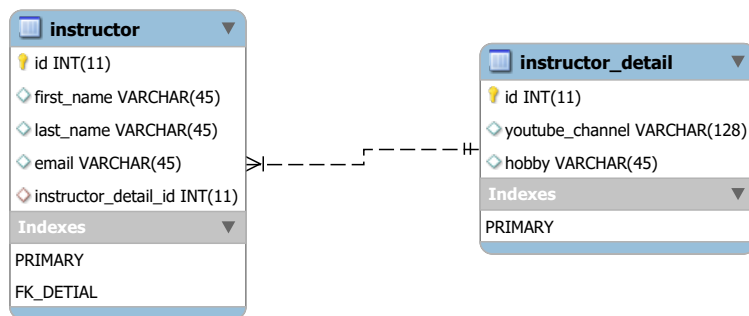 instructor
id INT(11)
first_name VARCHAR(45)
last_name VARCHAR(45)
email VARCHAR(45)
instructor_detail_id INT(11)
Indexes
PRIMARY
FK_DETIAL
instructor_detail
id INT(11)
youtube_channel VARCHAR(128)
hobby VARCHAR(45)
Indexes
PRIMARY